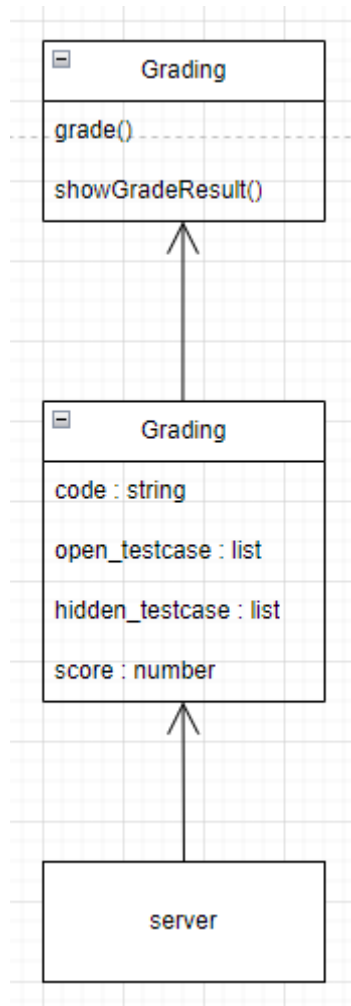 Grading
grade()
showGradeResult()
Grading
code : string
open_testcase : list
hidden_testcase : list
score : number
server